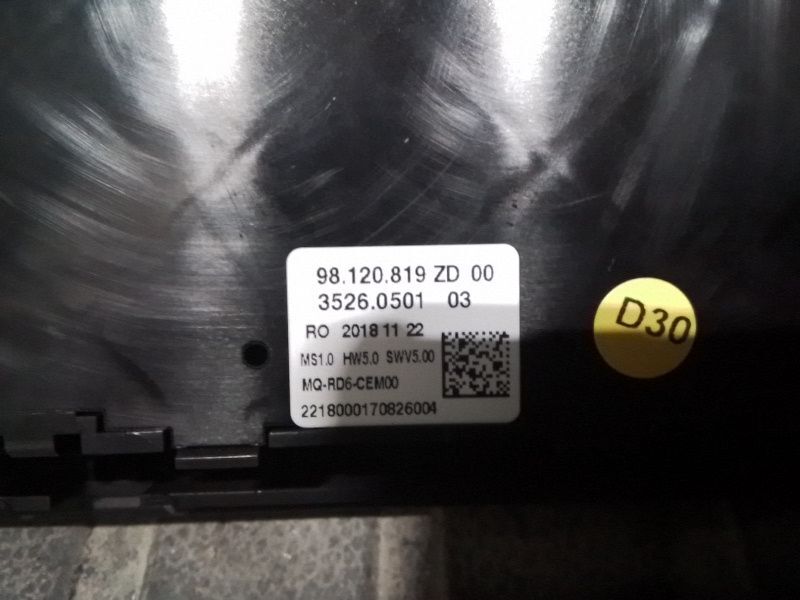 98.120.819 ZD 00
3526.0501 03
RO 2018 11 22
MS1.0 HW5.0 SWV5.00
MQ-RD6-CEM00
2218000170826004
D30